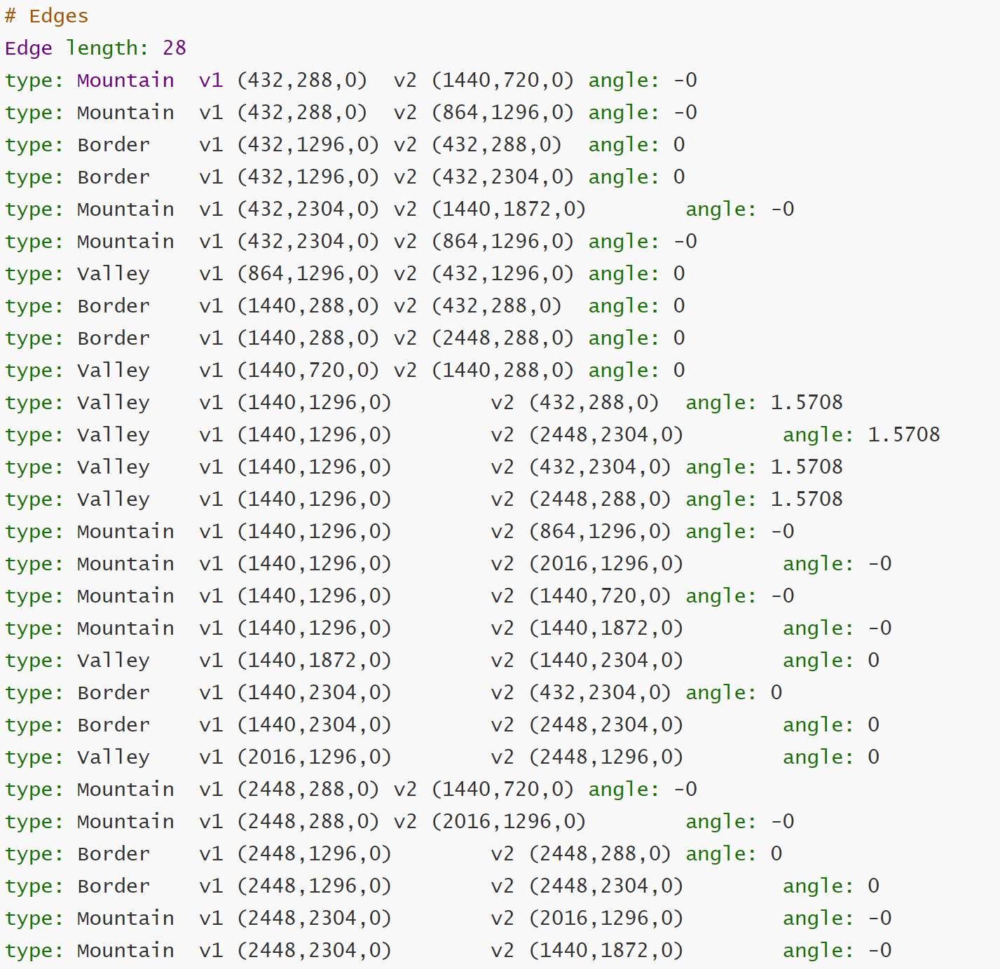 # Edges
Edge length: 28
type: Mountain v1 (432,288,0) v2 (1440,720,0) angle: -0
type: Mountain v1 (432,288,0) v2 (864,1296,0) angle: -0
type: Border v1 (432,1296,0) v2 (432,288,0) angle: 0
type: Border v1 (432,1296,0) v2 (432,2304,0) angle: 0
type: Mountain v1 (432,2304,0) v2 (1440,1872,0) angle: -0
type: Mountain v1 (432,2304,0) v2 (864,1296,0) angle: -0
type: Valley v1 (864,1296,0) v2 (432,1296,0) angle: 0
type: Border v1 (1440,288,0) v2 (432,288,0) angle: 0
type: Border v1 (1440,288,0) v2 (2448,288,0) angle: 0
type: Valley v1 (1440,720,0) v2 (1440,288,0) angle: 0
type: Valley v1 (1440,1296,0) v2 (432,288,0) angle: 1.5708
type: Valley v1 (1440,1296,0) v2 (2448,2304,0) angle: 1.5708
type: Valley v1 (1440,1296,0) v2 (432,2304,0) angle: 1.5708
type: Valley v1 (1440,1296,0) v2 (2448,288,0) angle: 1.5708
type: Mountain v1 (1440,1296,0) v2 (864,1296,0) angle: -0
type: Mountain v1 (1440,1296,0) v2 (2016,1296,0) angle: -0
type: Mountain v1 (1440,1296,0) v2 (1440,720,0) angle: -0
type: Mountain v1 (1440,1296,0) v2 (1440,1872,0) angle: -0
type: Valley v1 (1440,1872,0) v2 (1440,2304,0) angle: 0
type: Border v1 (1440,2304,0) v2 (432,2304,0) angle: 0
type: Border v1 (1440,2304,0) v2 (2448,2304,0) angle: 0
type: Valley v1 (2016,1296,0) v2 (2448,1296,0) angle: 0
type: Mountain v1 (2448,288,0) v2 (1440,720,0) angle: -0
type: Mountain v1 (2448,288,0) v2 (2016,1296,0) angle: -0
type: Border v1 (2448,1296,0) v2 (2448,288,0) angle: 0
type: Border v1 (2448,1296,0) v2 (2448,2304,0) angle: 0
type: Mountain v1 (2448,2304,0) v2 (2016,1296,0) angle: -0
type: Mountain v1 (2448,2304,0) v2 (1440,1872,0) angle: -0